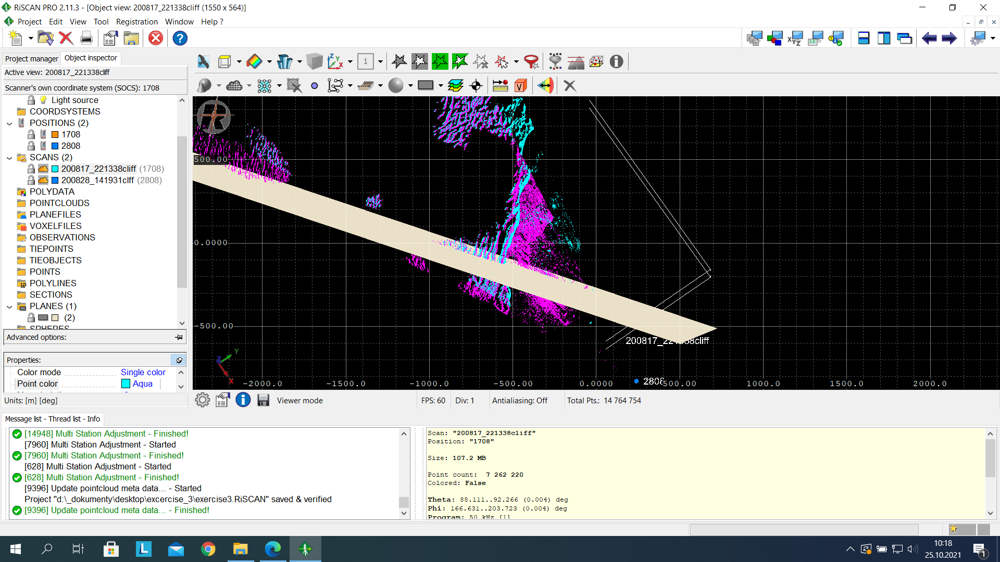 RiSCAN PRO 2.11.3 - [Object view: 200817_221338cliff (1550 x 564)]
Project Edit View Tool Registration Window Help ?
Project manager Object inspector
Active view: 200817_221338cliff
Scanner's own coordinate system (SOCS): 1708
Light source
COORDSYSTEMS
POSITIONS (2)
1708
2808
SCANS (2)
200817_221338cliff (1708)
200828_141931clff (2808)
POLYDATA
POINTCLOUDS
PLANEFILES
VOXELFILES
OBSERVATIONS
TIEPOINTS
TIEOBJECTS
POINTS
POLYLINES
SECTIONS
PLANES (1)
(2)
SPHERES
Advanced options:
Properties:
Color mode Single color
Point color Aqua
Units: [m] [deg]
XYZ
Z Y X
1
V
R
500.00
0.0000
-500.00
200817_221338cliff
2808
Z Y X
-2000.0 -1500.0 -1000.0 -500.00 0.0000 500.00 1000.0 1500.0 2000.0
Viewer mode FPS: 60 Div: 1 Antialiasing: Off Total Pts.: 14 764 754
Message list - Thread list - Info
[14948] Multi Station Adjustment - Finished!
[7960] Multi Station Adjustment - Started
[7960] Multi Station Adjustment - Finished!
[628] Multi Station Adjustment - Started
[628] Multi Station Adjustment - Finished!
[9396] Update pointcloud meta data... - Started
Project "d:\_dokumenty\desktop\excercise_3\exercise3.RiSCAN" saved & verified
[9396] Update pointcloud meta data... - Finished!
Scan: "200817_221338cliff"
Position: "1708"
Size: 107.2 MB
Point count: 7 262 220
Colored: False
Theta: 88.111..92.266 (0.004) deg
Phi: 166.631..203.723 (0.004) deg
Program: 50 kHz [1]
L
10:18
25.10.2021
1